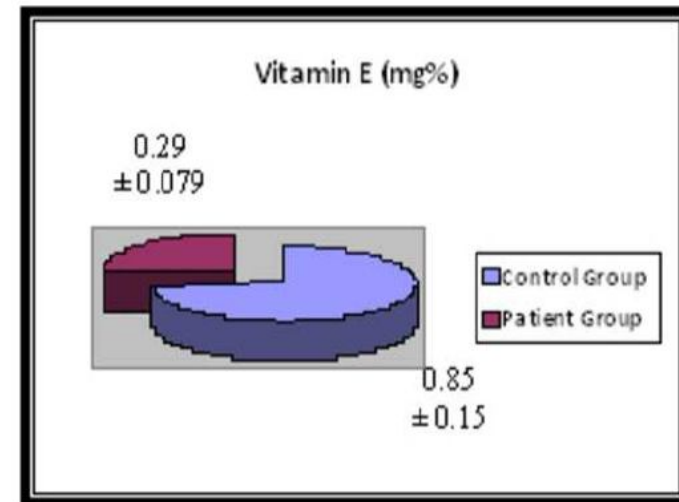 Vitamin E (mg%)
0.29
±0.079
Control Group
Patient Group
0.85
±0.15